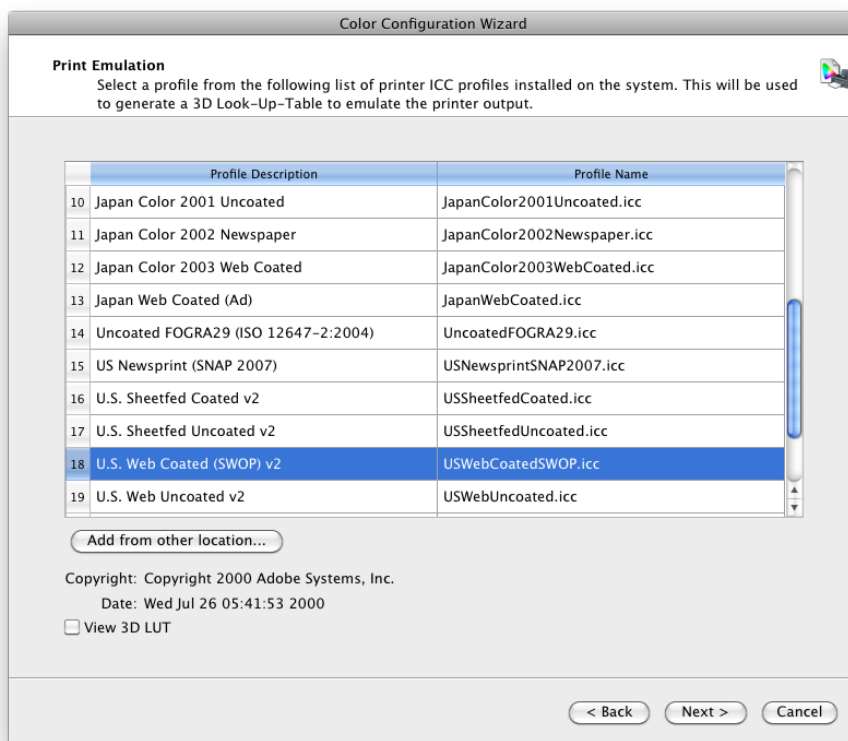 Color Configuration Wizard
Print Emulation
Select a profile from the following list of printer ICC profiles installed on the system. This will be used
to generate a 3D Look-Up-Table to emulate the printer output.
Profile Description Profile Name
10 Japan Color 2001 Uncoated JapanColor2001Uncoated.icc
11 Japan Color 2002 Newspaper JapanColor2002Newspaper.icc
12 Japan Color 2003 Web Coated JapanColor2003WebCoated.icc
13 Japan Web Coated (Ad) JapanWebCoated.icc
14 Uncoated FOGRA29 (ISO 12647-2:2004) UncoatedFOGRA29.icc
15 US Newsprint (SNAP 2007) USNewsprintSNAP2007.icc
16 U.S. Sheetfed Coated v2 USSheetfedCoated.icc
17 U.S. Sheetfed Uncoated v2 USSheetfedUncoated.icc
18 U.S. Web Coated (SWOP) v2 USWebCoatedSWOP.icc
19 U.S. Web Uncoated v2 USWebUncoated.icc
Add from other location...
Copyright: Copyright 2000 Adobe Systems, Inc.
Date: Wed Jul 26 05:41:53 2000
View 3D LUT
< Back Next > Cancel